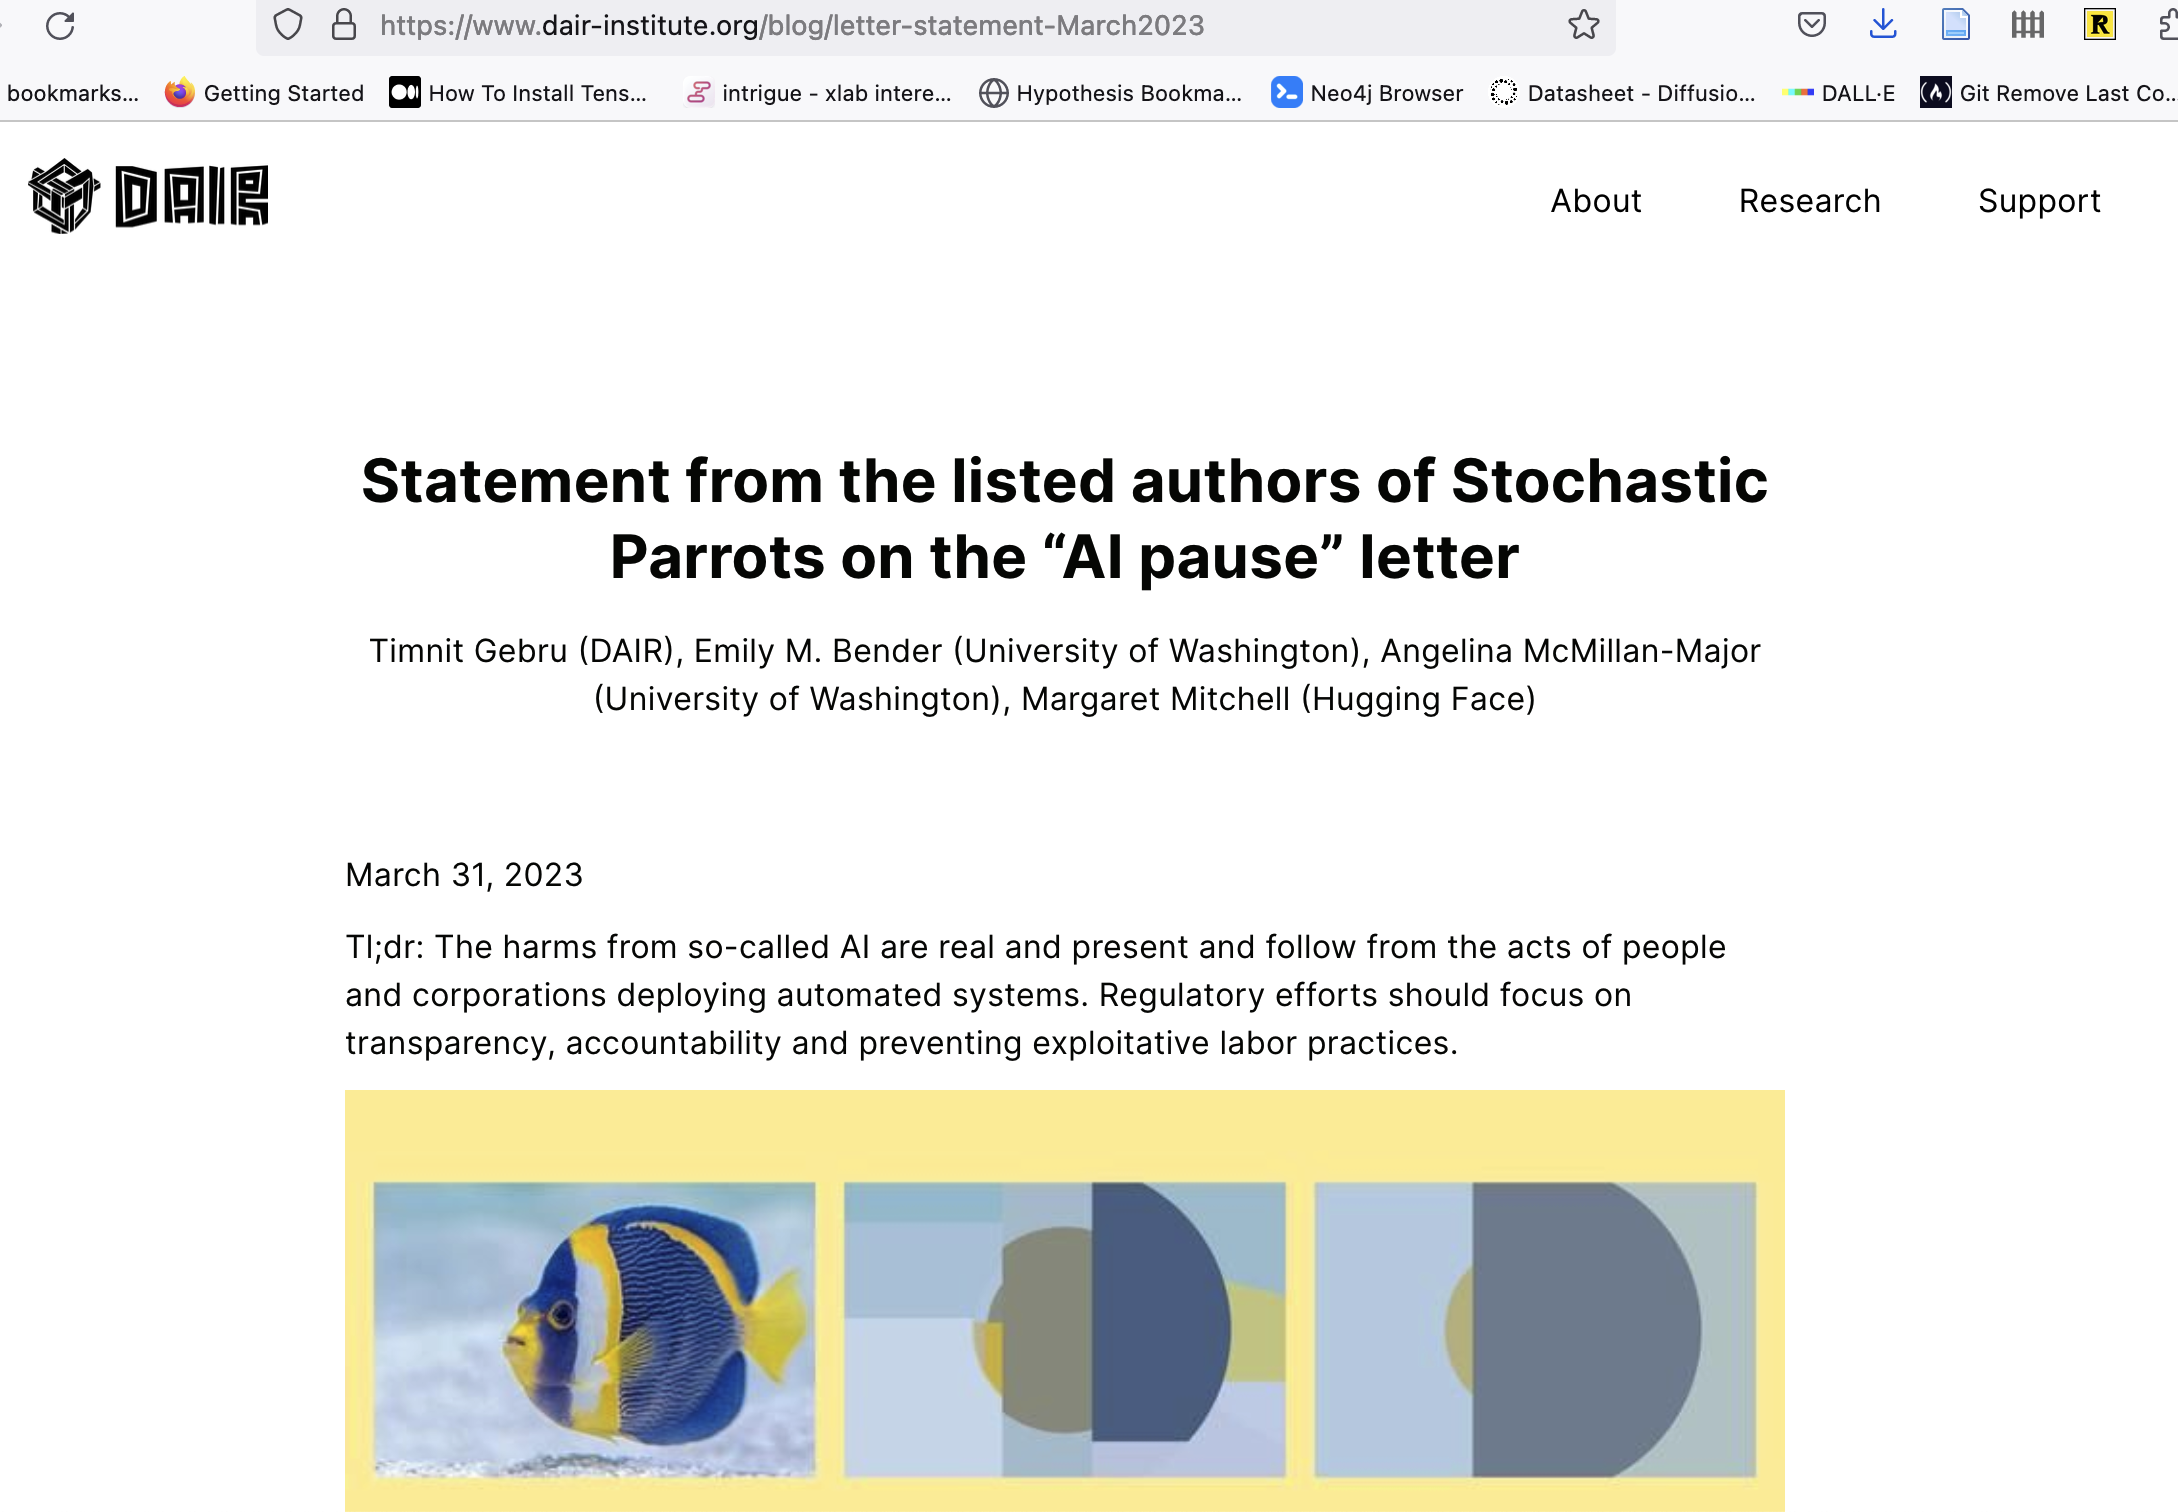 https://www.dair-institute.org/blog/letter-statement-March2023
R
bookmarks... Getting Started How To Install Tens... intrigue - xlab intere... Hypothesis Bookma... Neo4j Browser Datasheet - Diffusio... DALL·E Git Remove Last Co...
DAIR About Research Support
Statement from the listed authors of Stochastic
Parrots on the “AI pause” letter
Timnit Gebru (DAIR), Emily M. Bender (University of Washington), Angelina McMillan-Major
(University of Washington), Margaret Mitchell (Hugging Face)
March 31, 2023
Tl;dr: The harms from so-called AI are real and present and follow from the acts of people
and corporations deploying automated systems. Regulatory efforts should focus on
transparency, accountability and preventing exploitative labor practices.